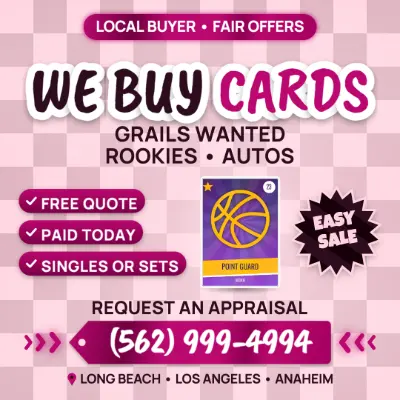 LOCAL BUYER • FAIR OFFERS
WE BUY CARDS
GRAILS WANTED
ROOKIES • AUTOS
FREE QUOTE
PAID TODAY
SINGLES OR SETS
23
POINT GUARD
EASY
SALE
REQUEST AN APPRAISAL
(562) 999-4994
LONG BEACH • LOS ANGELES • ANAHEIM